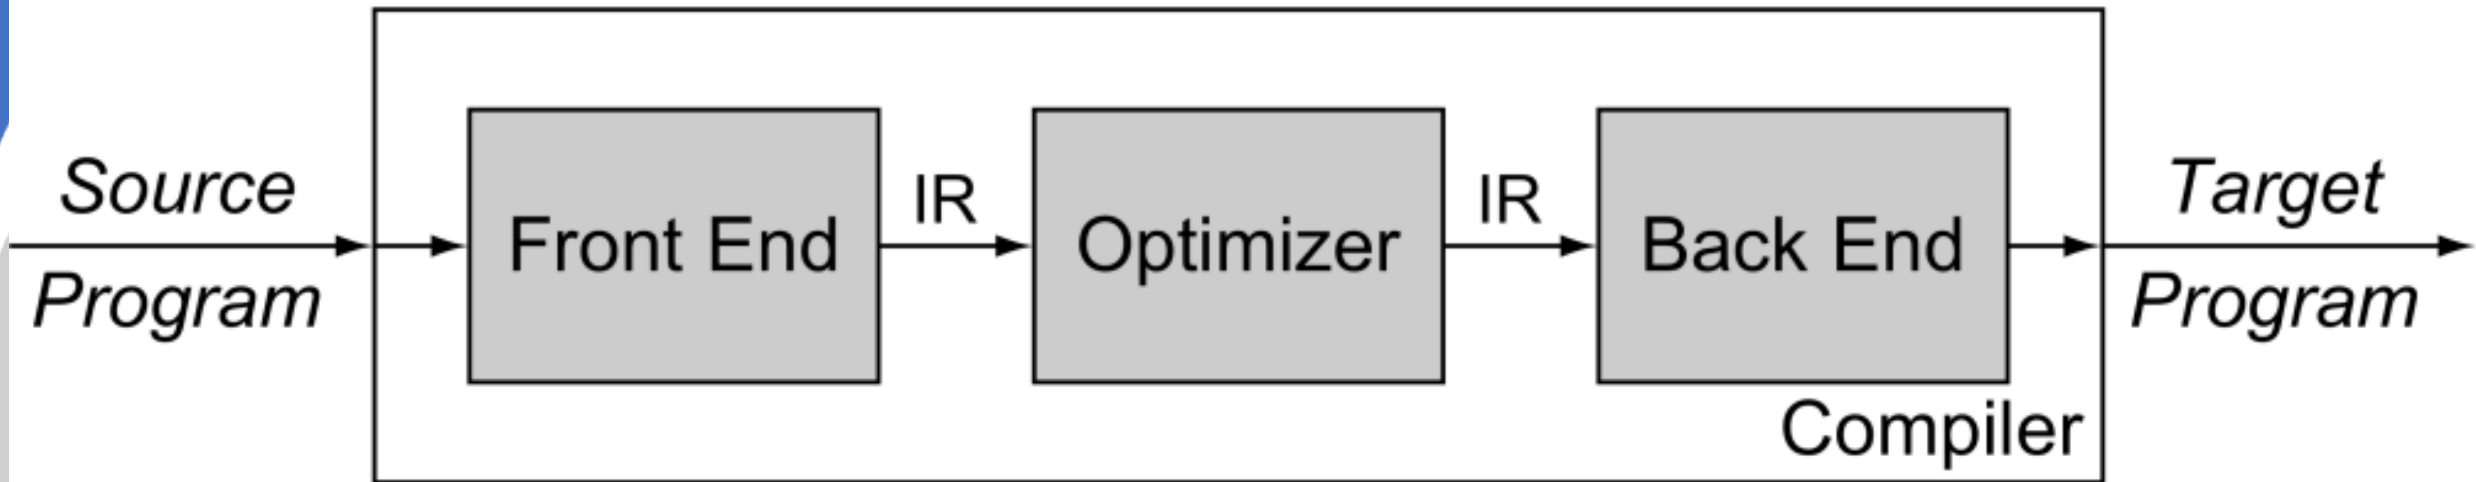 Source
Program
Front End
IR
Optimizer
IR
Back End
Target
Program
Compiler